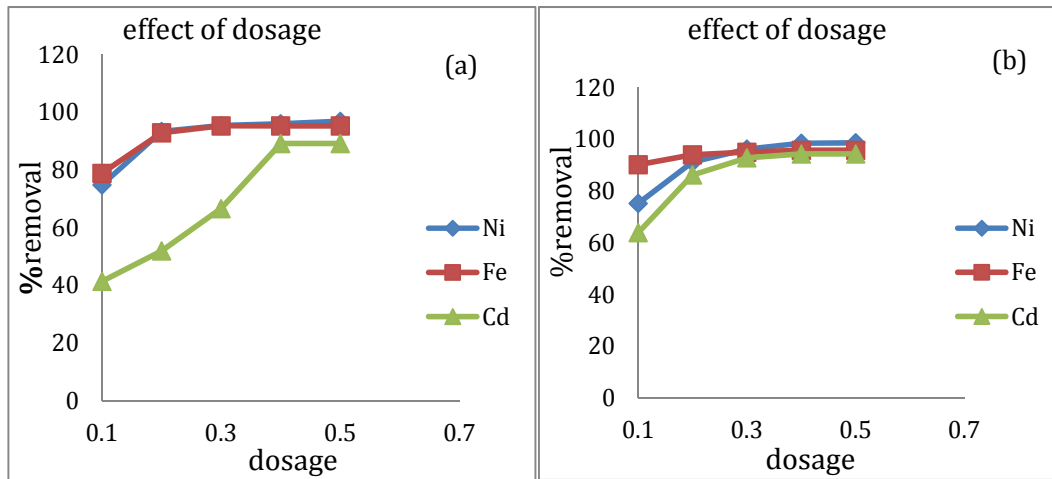 effect of dosage
(a)
120
100
80
60
40
20
0
%removal
0.1 0.3 0.5 0.7
dosage
Ni
Fe
Cd
effect of dosage
(b)
120
100
80
60
40
20
0
%removal
0.1 0.3 0.5 0.7
dosage
Ni
Fe
Cd